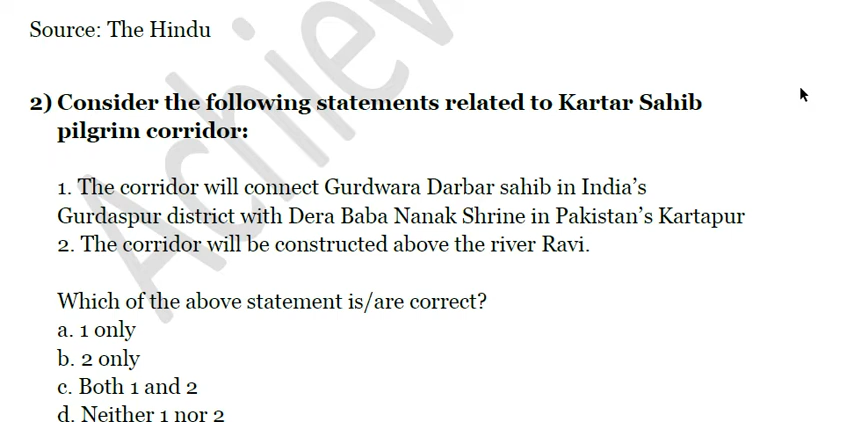 Source: The Hindu
2) Consider the following statements related to Kartar Sahib
pilgrim corridor:
1. The corridor will connect Gurdwara Darbar sahib in India's
Gurdaspur district with Dera Baba Nanak Shrine in Pakistan's Kartapur
2. The corridor will be constructed above the river Ravi.
Which of the above statement is/are correct?
a. 1 only
b. 2 only
c. Both 1 and 2
d. Neither 1 nor 2
Achiev